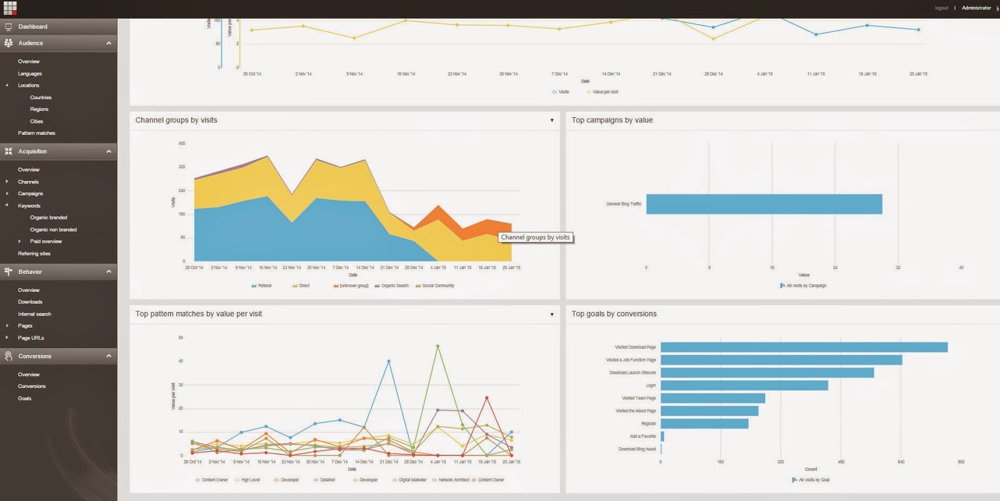 logout | Administrator
Dashboard
Audience
Overview
Languages
Locations
Countries
Regions
Cities
Pattern matches
Acquisition
Overview
Channels
Campaigns
Keywords
Organic branded
Organic non branded
Paid overview
Referring sites
Behavior
Overview
Downloads
Internal search
Pages
Page URLs
Conversions
Overview
Conversions
Goals
Visits
Value per
160 4
80 2
0 0
26 Oct '14 2 Nov '14 9 Nov '14 16 Nov '14 23 Nov '14 30 Nov '14 7 Dec '14 14 Dec '14 21 Dec '14 28 Dec '14 4 Jan '15 11 Jan '15 18 Jan '15 25 Jan '15
Date
Visits Value per visit
Channel groups by visits
400
320
240
160
80
0
Visits
26 Oct '14 2 Nov '14 9 Nov '14 16 Nov '14 23 Nov '14 30 Nov '14 7 Dec '14 14 Dec '14 21 Dec '14 28 Dec '14 4 Jan '15 11 Jan '15 18 Jan '15 25 Jan '15
Date
Referral Direct [unknown group] Organic Search Social Community
Channel groups by visits
Top campaigns by value
General Blog Traffic
0 8 16 24 32 40
Value
All visits by Campaign
Top pattern matches by value per visit
50
40
30
20
10
0
Value per visit
26 Oct '14 2 Nov '14 9 Nov '14 16 Nov '14 23 Nov '14 30 Nov '14 7 Dec '14 14 Dec '14 21 Dec '14 28 Dec '14 4 Jan '15 11 Jan '15 18 Jan '15 25 Jan '15
Date
Content Owner High Level Developer Detailed Developer Digital Marketer Network Architect Content Owner
Top goals by conversions
Visited Download Page
Visited a Job Function Page
Download Launch Sitecore
Login
Visited Team Page
Visited the About Page
Register
Add a Favorite
Download Blog Asset
0 160 320 480 640 800
Count
All visits by Goal